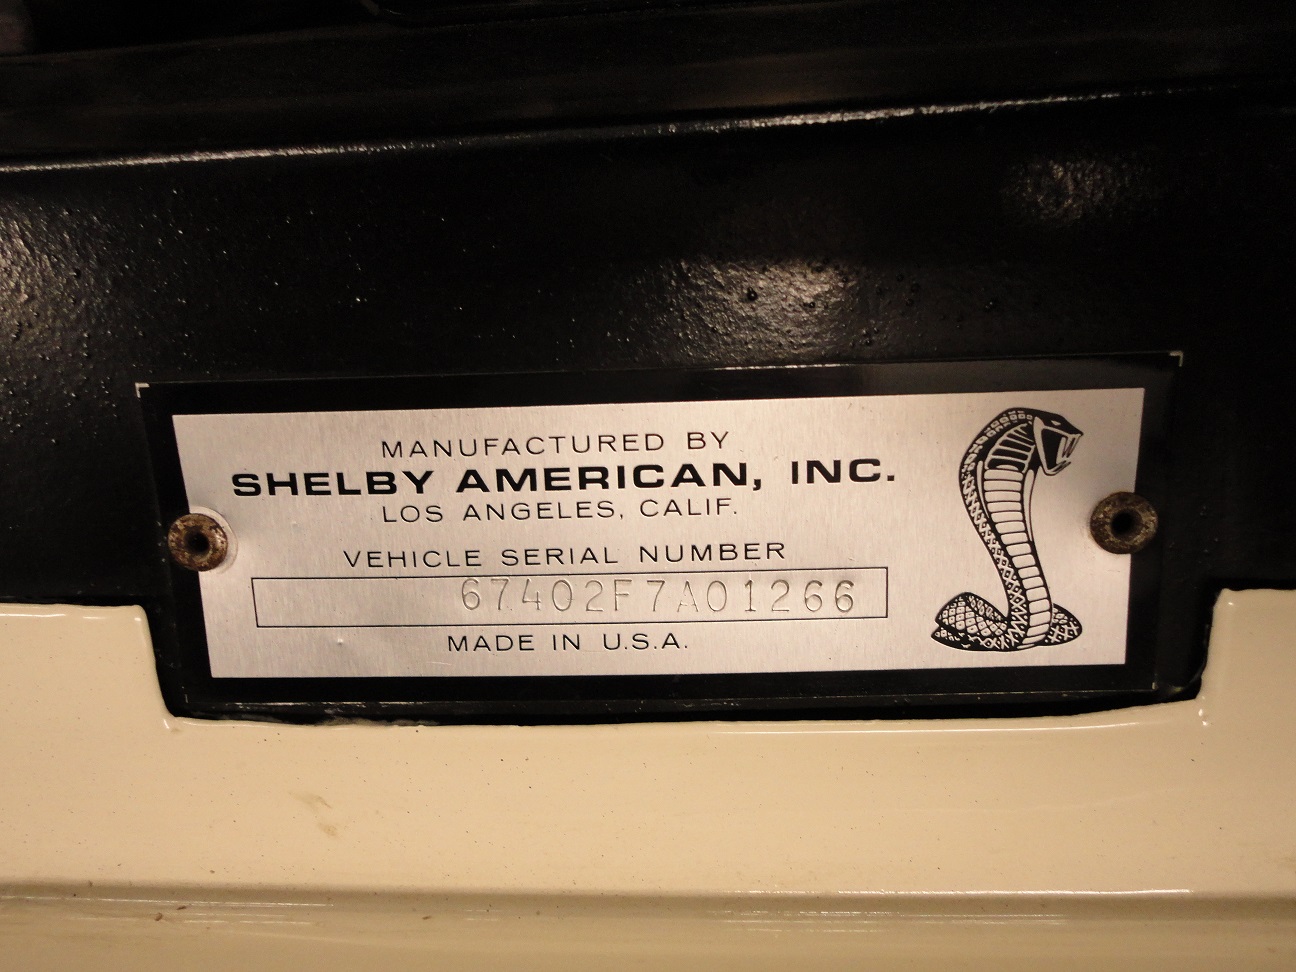 MANUFACTURED BY
SHELBY AMERICAN, INC.
LOS ANGELES, CALIF.
VEHICLE SERIAL NUMBER
67402F7A01266
MADE IN U.S.A.